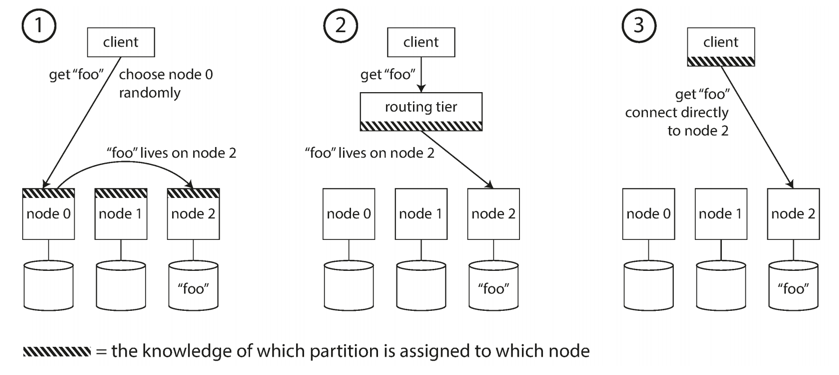 1
client
get “foo”
choose node 0
randomly
“foo” lives on node 2
node 0
node 1
node 2
“foo”
2
client
get “foo”
routing tier
“foo” lives on node 2
node 0
node 1
node 2
“foo”
3
client
get “foo”
connect directly
to node 2
node 0
node 1
node 2
“foo”
= the knowledge of which partition is assigned to which node